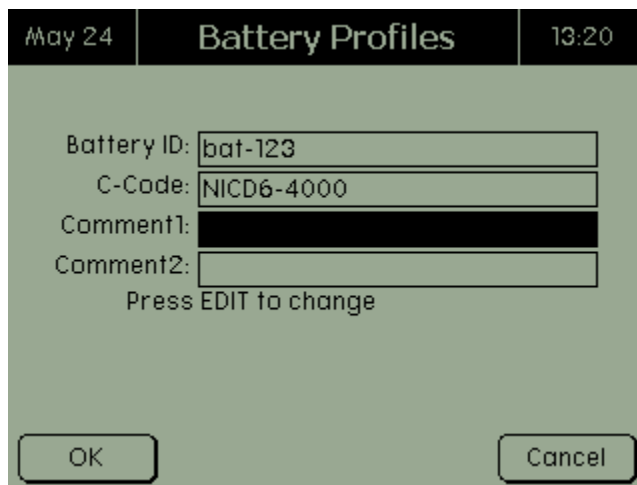 May 24 Battery Profiles 13:20
Battery ID: bat-123
C-Code: NICD6-4000
Comment1:
Comment2:
Press EDIT to change
OK Cancel